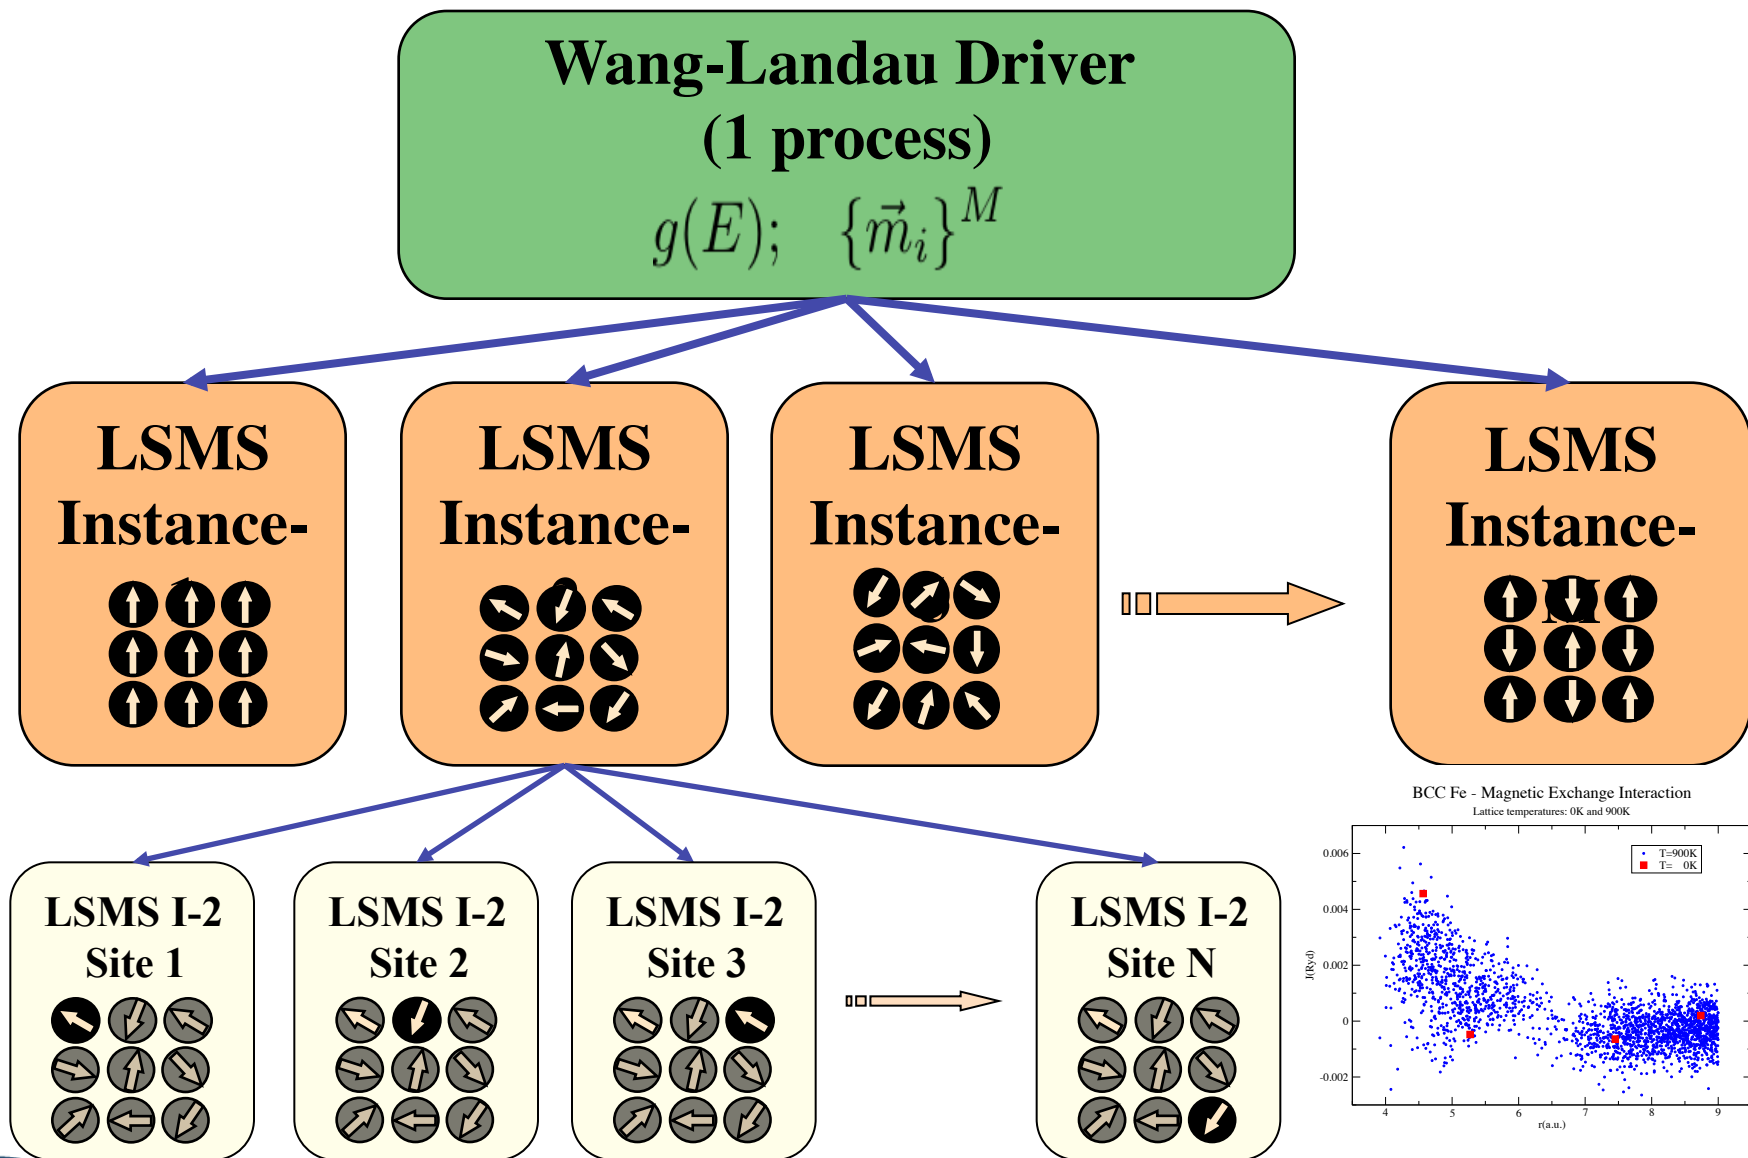 Wang-Landau Driver
(1 process)
g(E); {m⃗_i}^M
LSMS
Instance-
LSMS
Instance-
LSMS
Instance-
LSMS
Instance-
M
LSMS I-2
Site 1
LSMS I-2
Site 2
LSMS I-2
Site 3
LSMS I-2
Site N
BCC Fe - Magnetic Exchange Interaction
Lattice temperatures: 0K and 900K
T=900K
T= 0K
J(Ryd)
0.006
0.004
0.002
0
-0.002
4 5 6 7 8 9
r(a.u.)